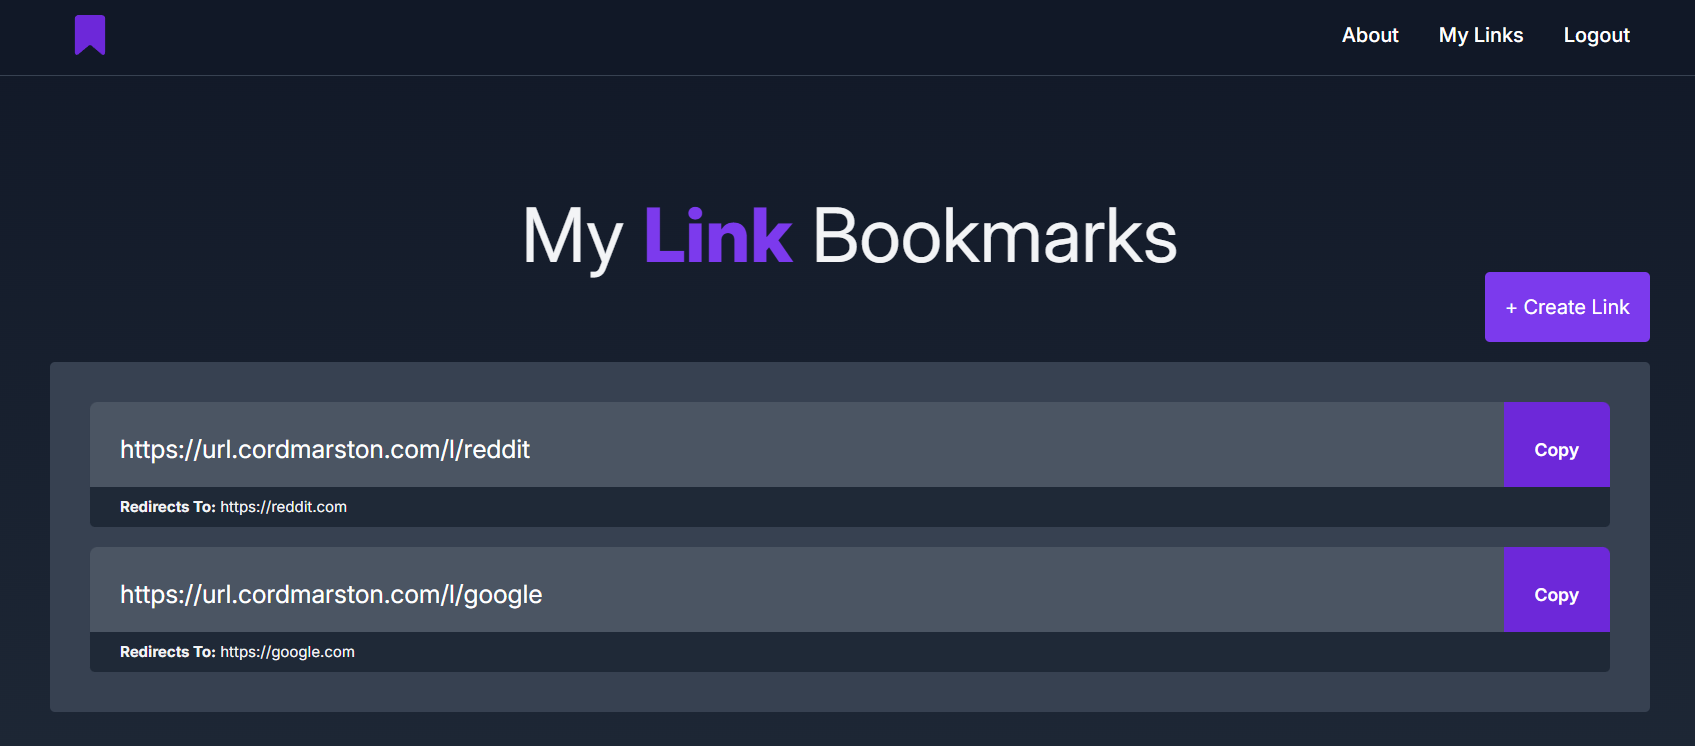 About My Links Logout
My Link Bookmarks
+ Create Link
https://url.cordmarston.com/l/reddit Copy
Redirects To: https://reddit.com
https://url.cordmarston.com/l/google Copy
Redirects To: https://google.com